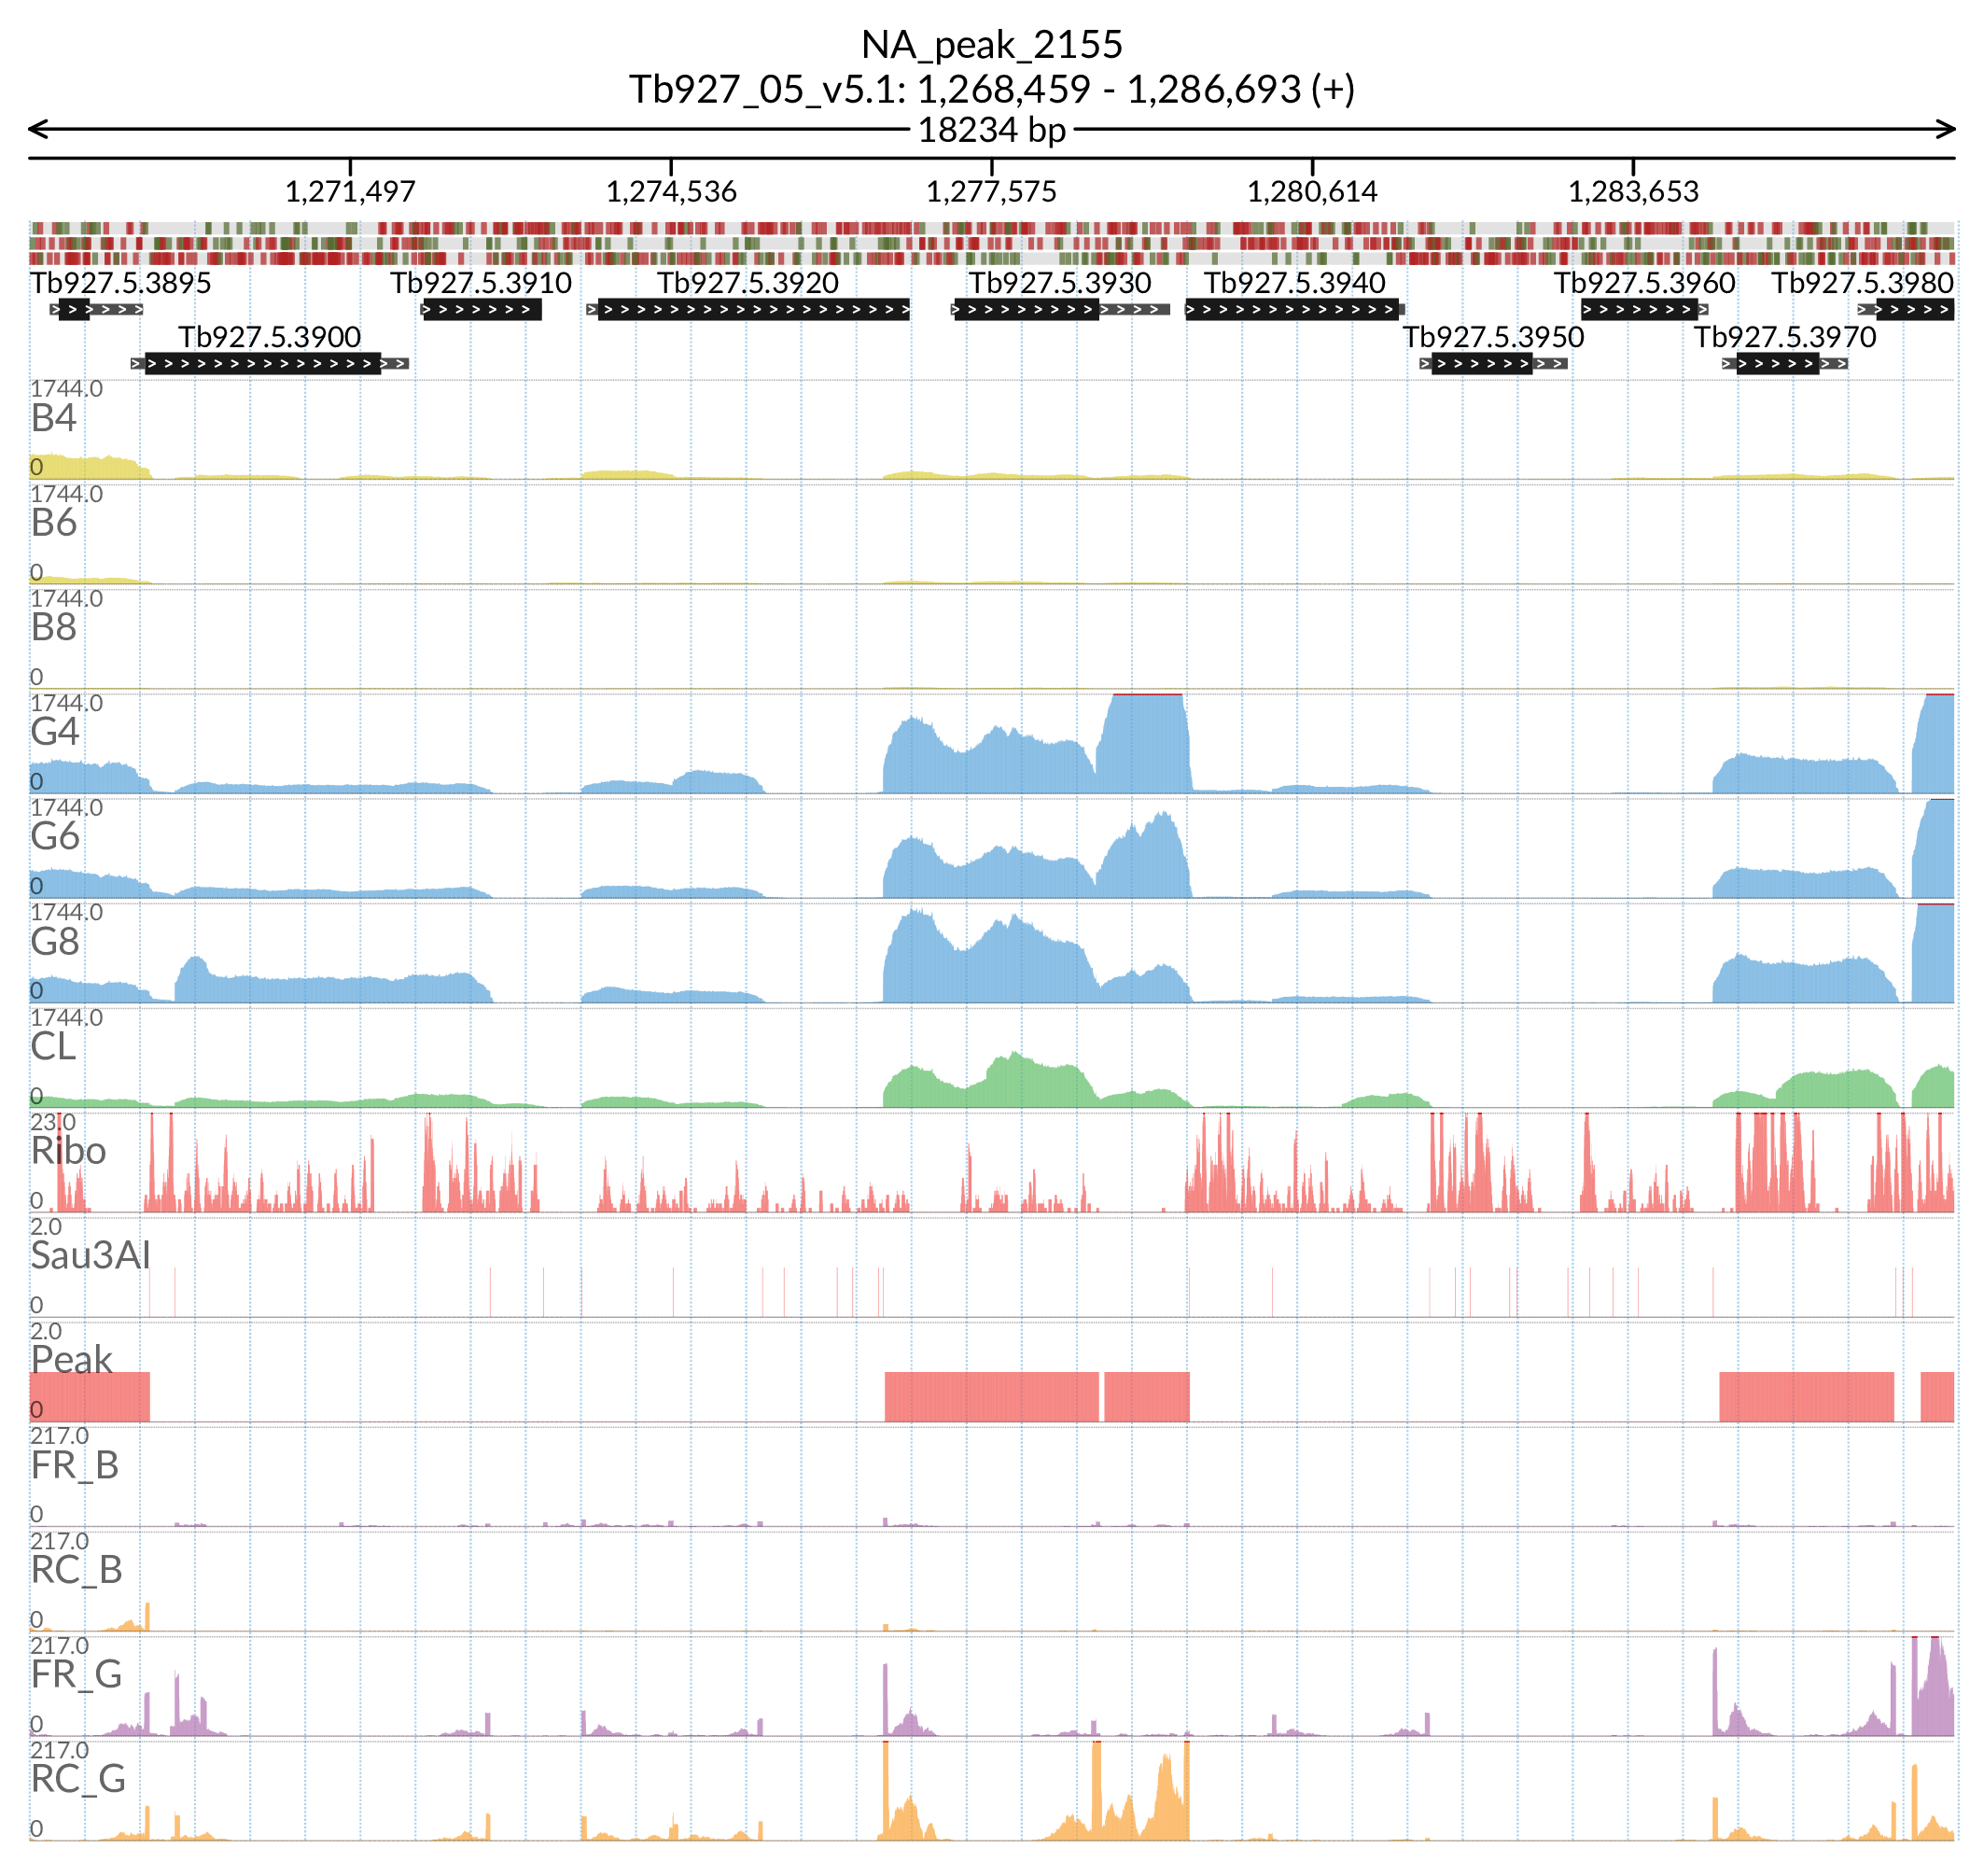 NA_peak_2155
Tb927_05_v5.1: 1,268,459 - 1,286,693 (+)
18234 bp
1,271,497 1,274,536 1,277,575 1,280,614 1,283,653
Tb927.5.3895 Tb927.5.3910 Tb927.5.3920 Tb927.5.3930 Tb927.5.3940 Tb927.5.3960 Tb927.5.3980
Tb927.5.3900 Tb927.5.3950 Tb927.5.3970
1744.0
B4
0
1744.0
B6
0
1744.0
B8
0
1744.0
G4
0
1744.0
G6
0
1744.0
G8
0
1744.0
CL
0
23.0
Ribo
0
2.0
Sau3AI
0
2.0
Peak
0
217.0
FR_B
0
217.0
RC_B
0
217.0
FR_G
0
217.0
RC_G
0